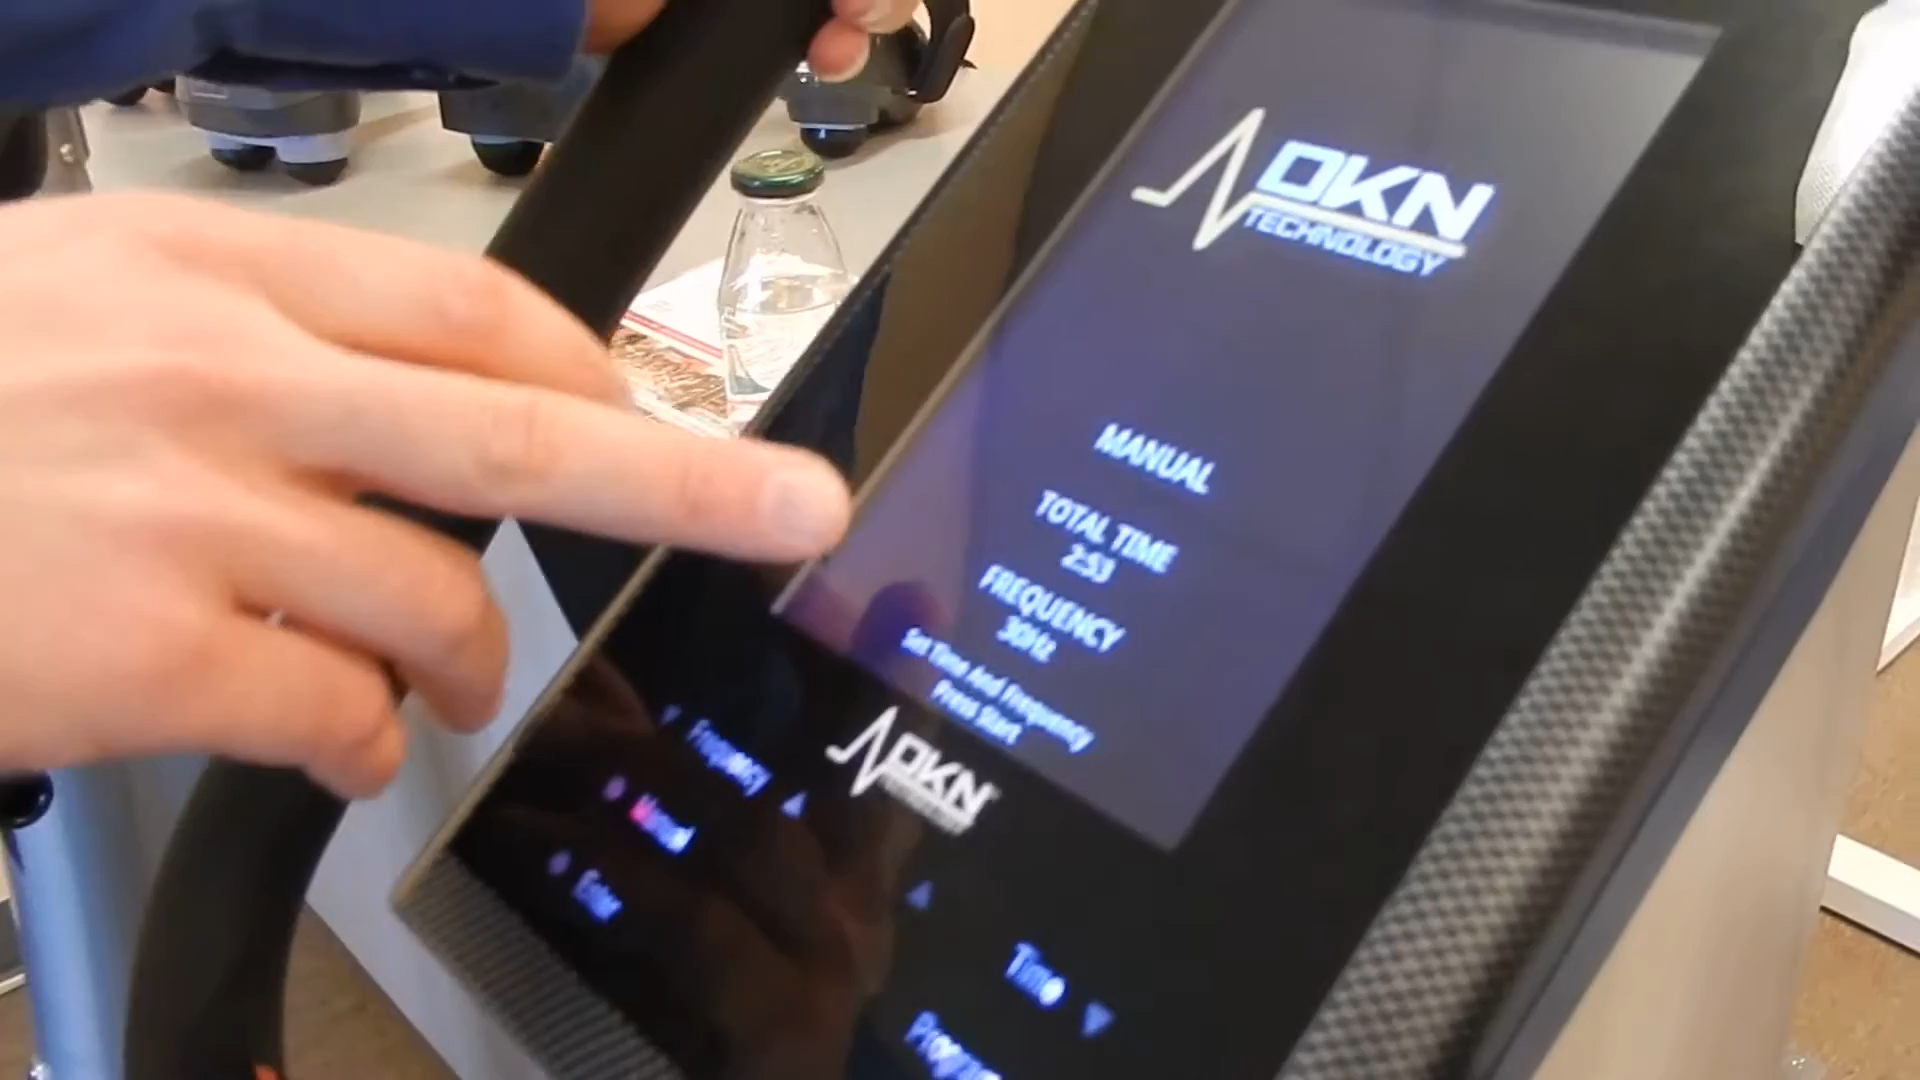 DKN
TECHNOLOGY
MANUAL
TOTAL TIME
2:53
FREQUENCY
30Hz
Set Time And Frequency
Press Start
DKN
TECHNOLOGY
Frequency
Manual
Enter
Time